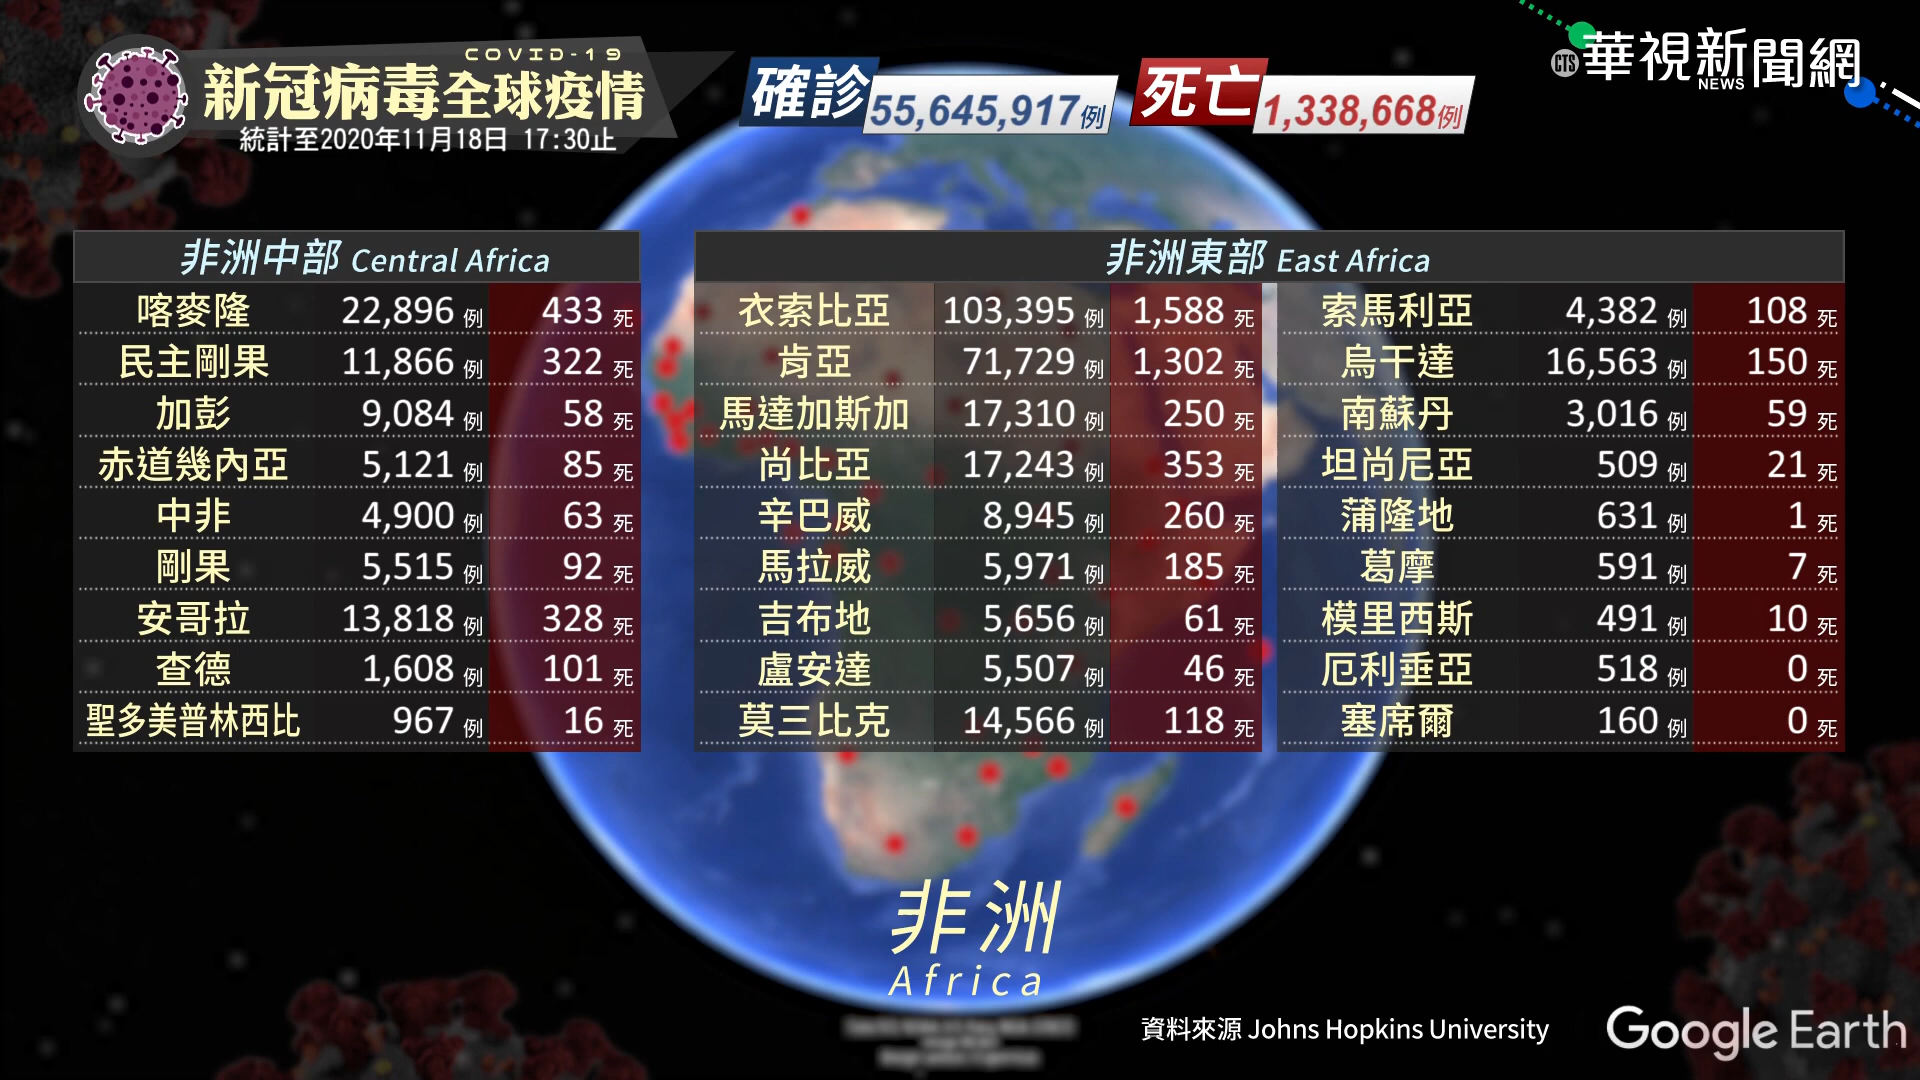 COVID-19
新冠病毒全球疫情
統計至2020年11月18日 17:30止
確診 55,645,917例
死亡 1,338,668例
CTS 華視新聞網
NEWS
非洲中部 Central Africa
喀麥隆 22,896 例 433 死
民主剛果 11,866 例 322 死
加彭 9,084 例 58 死
赤道幾內亞 5,121 例 85 死
中非 4,900 例 63 死
剛果 5,515 例 92 死
安哥拉 13,818 例 328 死
查德 1,608 例 101 死
聖多美普林西比 967 例 16 死
非洲東部 East Africa
衣索比亞 103,395 例 1,588 死
肯亞 71,729 例 1,302 死
馬達加斯加 17,310 例 250 死
尚比亞 17,243 例 353 死
辛巴威 8,945 例 260 死
馬拉威 5,971 例 185 死
吉布地 5,656 例 61 死
盧安達 5,507 例 46 死
莫三比克 14,566 例 118 死
索馬利亞 4,382 例 108 死
烏干達 16,563 例 150 死
南蘇丹 3,016 例 59 死
坦尚尼亞 509 例 21 死
蒲隆地 631 例 1 死
葛摩 591 例 7 死
模里西斯 491 例 10 死
厄利垂亞 518 例 0 死
塞席爾 160 例 0 死
非洲
Africa
資料來源 Johns Hopkins University
Google Earth